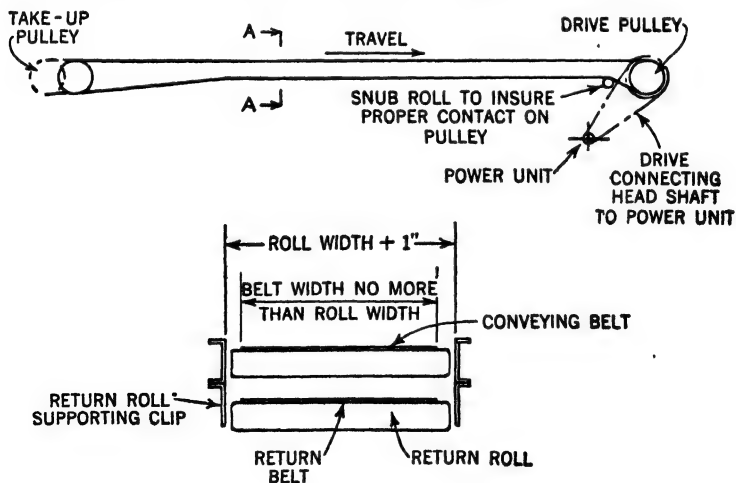 TAKE-UP
PULLEY
A
TRAVEL
DRIVE PULLEY
A
SNUB ROLL TO INSURE
PROPER CONTACT ON
PULLEY
POWER UNIT
DRIVE
CONNECTING
HEAD SHAFT
TO POWER UNIT
ROLL WIDTH + 1"
BELT WIDTH NO MORE
THAN ROLL WIDTH
CONVEYING BELT
RETURN ROLL
SUPPORTING CLIP
RETURN
BELT
RETURN ROLL